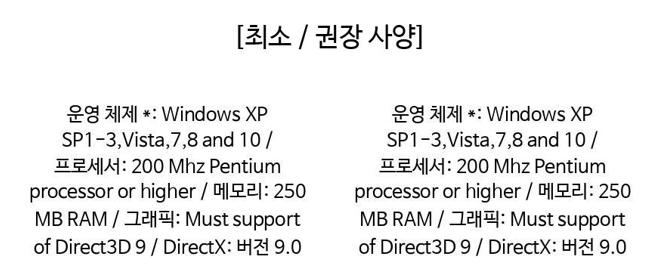 [최소 / 권장 사양]
운영 체제 *: Windows XP
SP1-3,Vista,7,8 and 10 /
프로세서: 200 Mhz Pentium
processor or higher / 메모리: 250
MB RAM / 그래픽: Must support
of Direct3D 9 / DirectX: 버전 9.0
운영 체제 *: Windows XP
SP1-3,Vista,7,8 and 10 /
프로세서: 200 Mhz Pentium
processor or higher / 메모리: 250
MB RAM / 그래픽: Must support
of Direct3D 9 / DirectX: 버전 9.0